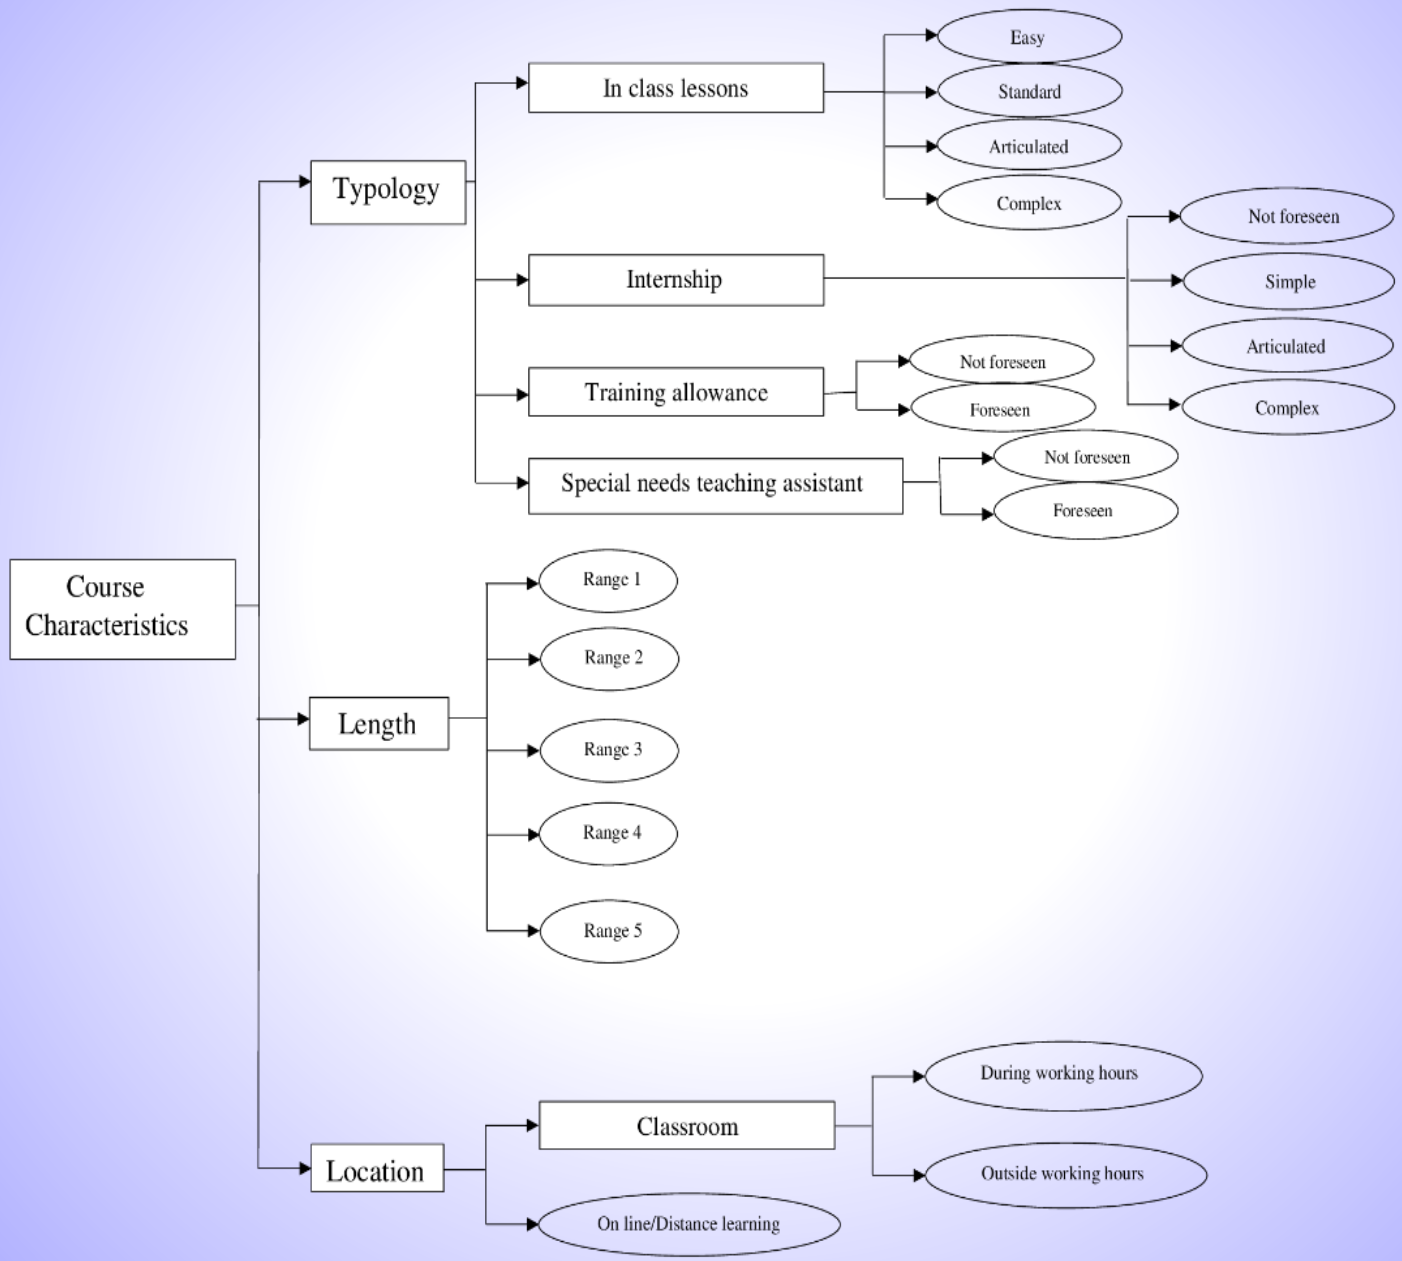 Easy
In class lessons
Standard
Typology
Articulated
Complex
Not foreseen
Internship
Simple
Not foreseen
Articulated
Training allowance
Foreseen
Complex
Not foreseen
Special needs teaching assistant
Foreseen
Course
Characteristics
Range 1
Range 2
Length
Range 3
Range 4
Range 5
During working hours
Classroom
Location
Outside working hours
On line/Distance learning